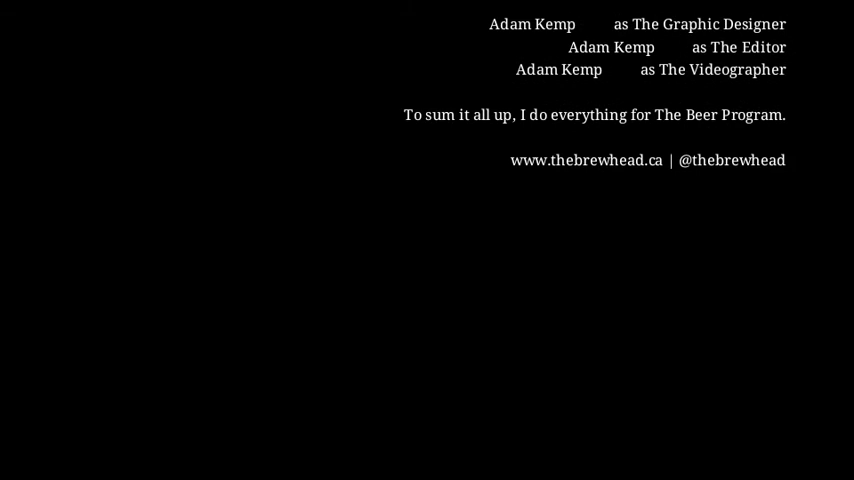 Adam Kemp as The Graphic Designer
Adam Kemp as The Editor
Adam Kemp as The Videographer
To sum it all up, I do everything for The Beer Program.
www.thebrewhead.ca | @thebrewhead